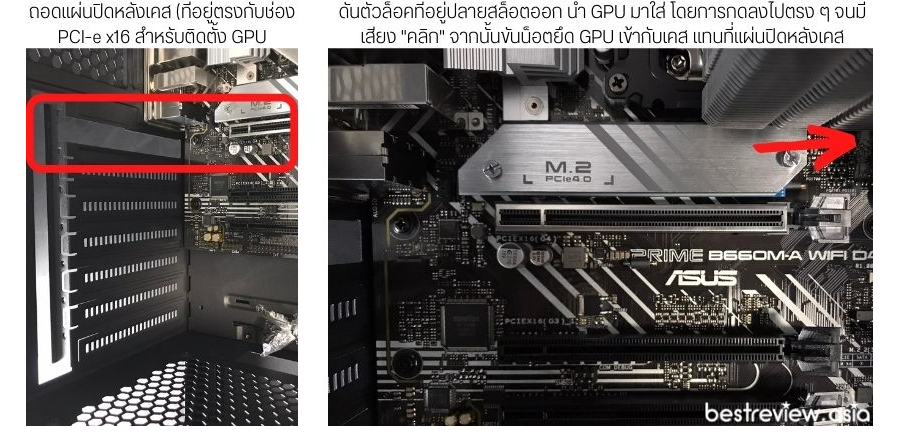 ถอดแผ่นปิดหลังเคส (ที่อยู่ตรงกับช่อง
PCI-e x16 สำหรับติดตั้ง GPU
ดันตัวล็อคที่อยู่ปลายสล็อตออก นำ GPU มาใส่ โดยการกดลงไปตรง ๆ จนมี
เสียง "คลิก" จากนั้นขันน็อตยึด GPU เข้ากับเคส แทนที่แผ่นปิดหลังเคส
M.2
M.2
PCIe4.0
PCIEX16(G4)
PRIME B660M-A WIFI D4
ASUS
PCIEX16(G3)_1
COM_DEBUG
bestreview.asia